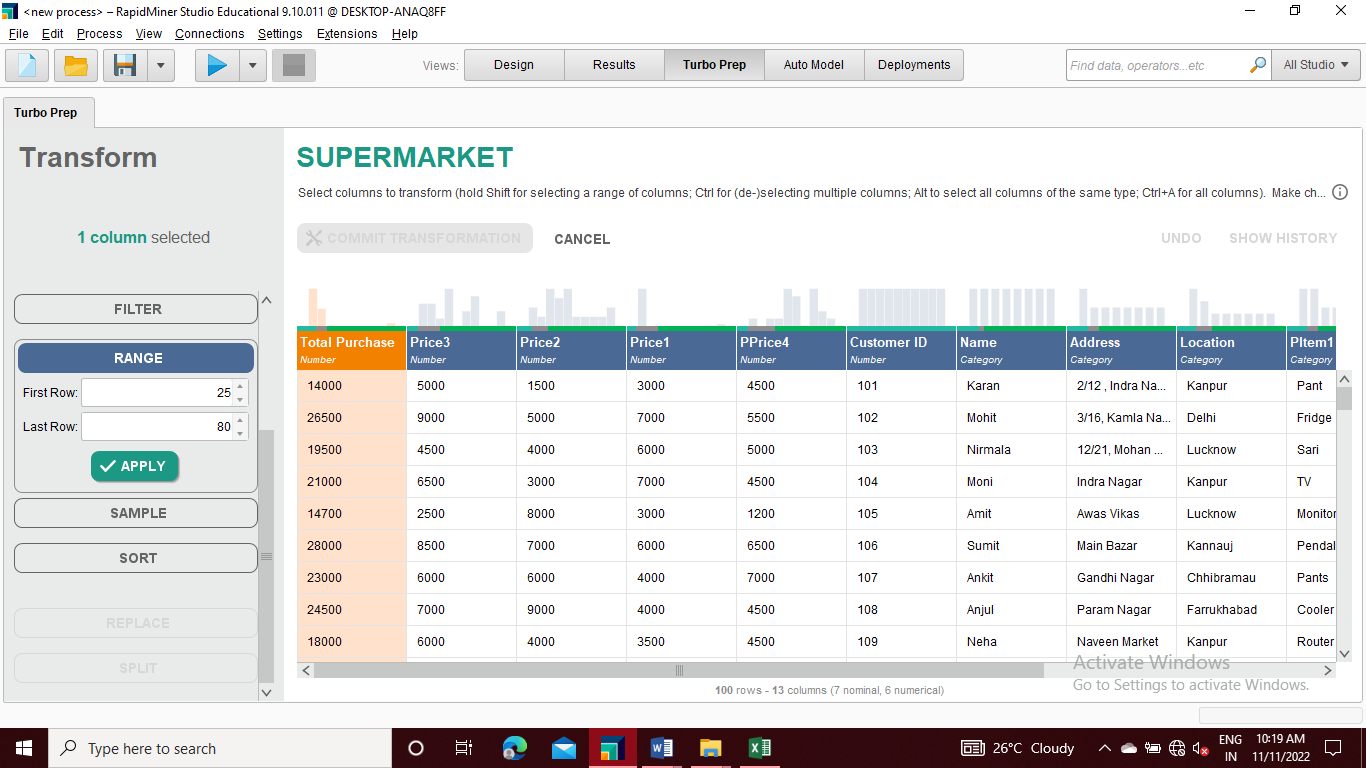 <new process> – RapidMiner Studio Educational 9.10.011 @ DESKTOP-ANAQ8FF
File Edit Process View Connections Settings Extensions Help
Views: Design Results Turbo Prep Auto Model Deployments Find data, operators...etc All Studio
Turbo Prep
Transform
1 column selected
FILTER
RANGE
First Row: 25
Last Row: 80
APPLY
SAMPLE
SORT
REPLACE
SPLIT
SUPERMARKET
Select columns to transform (hold Shift for selecting a range of columns; Ctrl for (de-)selecting multiple columns; Alt to select all columns of the same type; Ctrl+A for all columns). Make ch...
COMMIT TRANSFORMATION CANCEL UNDO SHOW HISTORY
Total Purchase Price3 Price2 Price1 PPrice4 Customer ID Name Address Location PItem1
Number Number Number Number Number Number Category Category Category Category
14000 5000 1500 3000 4500 101 Karan 2/12 , Indra Na... Kanpur Pant
26500 9000 5000 7000 5500 102 Mohit 3/16, Kamla Na... Delhi Fridge
19500 4500 4000 6000 5000 103 Nirmala 12/21, Mohan ... Lucknow Sari
21000 6500 3000 7000 4500 104 Moni Indra Nagar Kanpur TV
14700 2500 8000 3000 1200 105 Amit Awas Vikas Lucknow Monitor
28000 8500 7000 6000 6500 106 Sumit Main Bazar Kannauj Pendal
23000 6000 6000 4000 7000 107 Ankit Gandhi Nagar Chhibramau Pants
24500 7000 9000 4000 4500 108 Anjul Param Nagar Farrukhabad Cooler
18000 6000 4000 3500 4500 109 Neha Naveen Market Kanpur Router
100 rows - 13 columns (7 nominal, 6 numerical)
Activate Windows
Go to Settings to activate Windows.
Type here to search
26°C Cloudy
ENG
IN
10:19 AM
11/11/2022